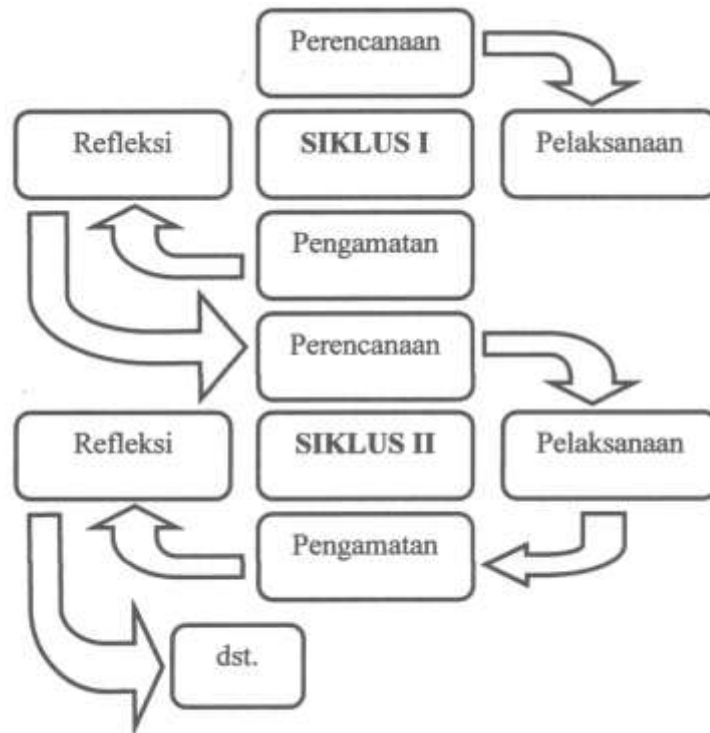 Perencanaan
Refleksi
SIKLUS I
Pelaksanaan
Pengamatan
Perencanaan
Refleksi
SIKLUS II
Pelaksanaan
Pengamatan
dst.